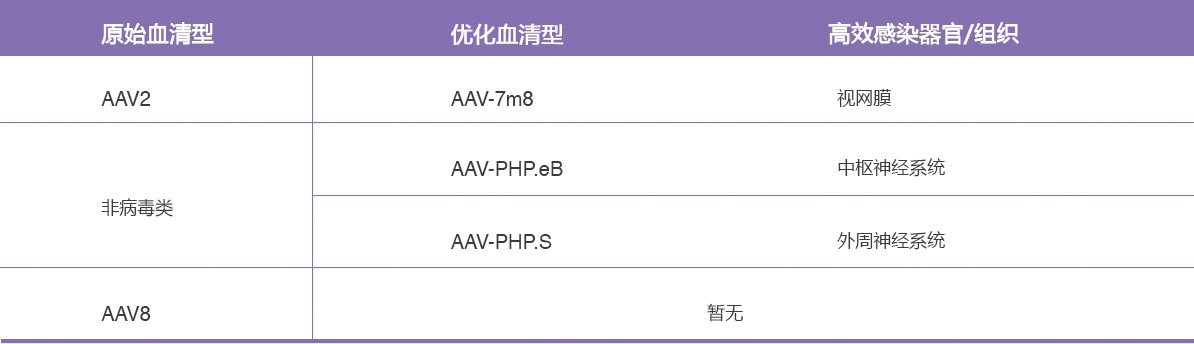 原始血清型 优化血清型 高效感染器官/组织
AAV2 AAV-7m8 视网膜
AAV-PHP.eB 中枢神经系统
非病毒类
AAV-PHP.S 外周神经系统
AAV8 暂无